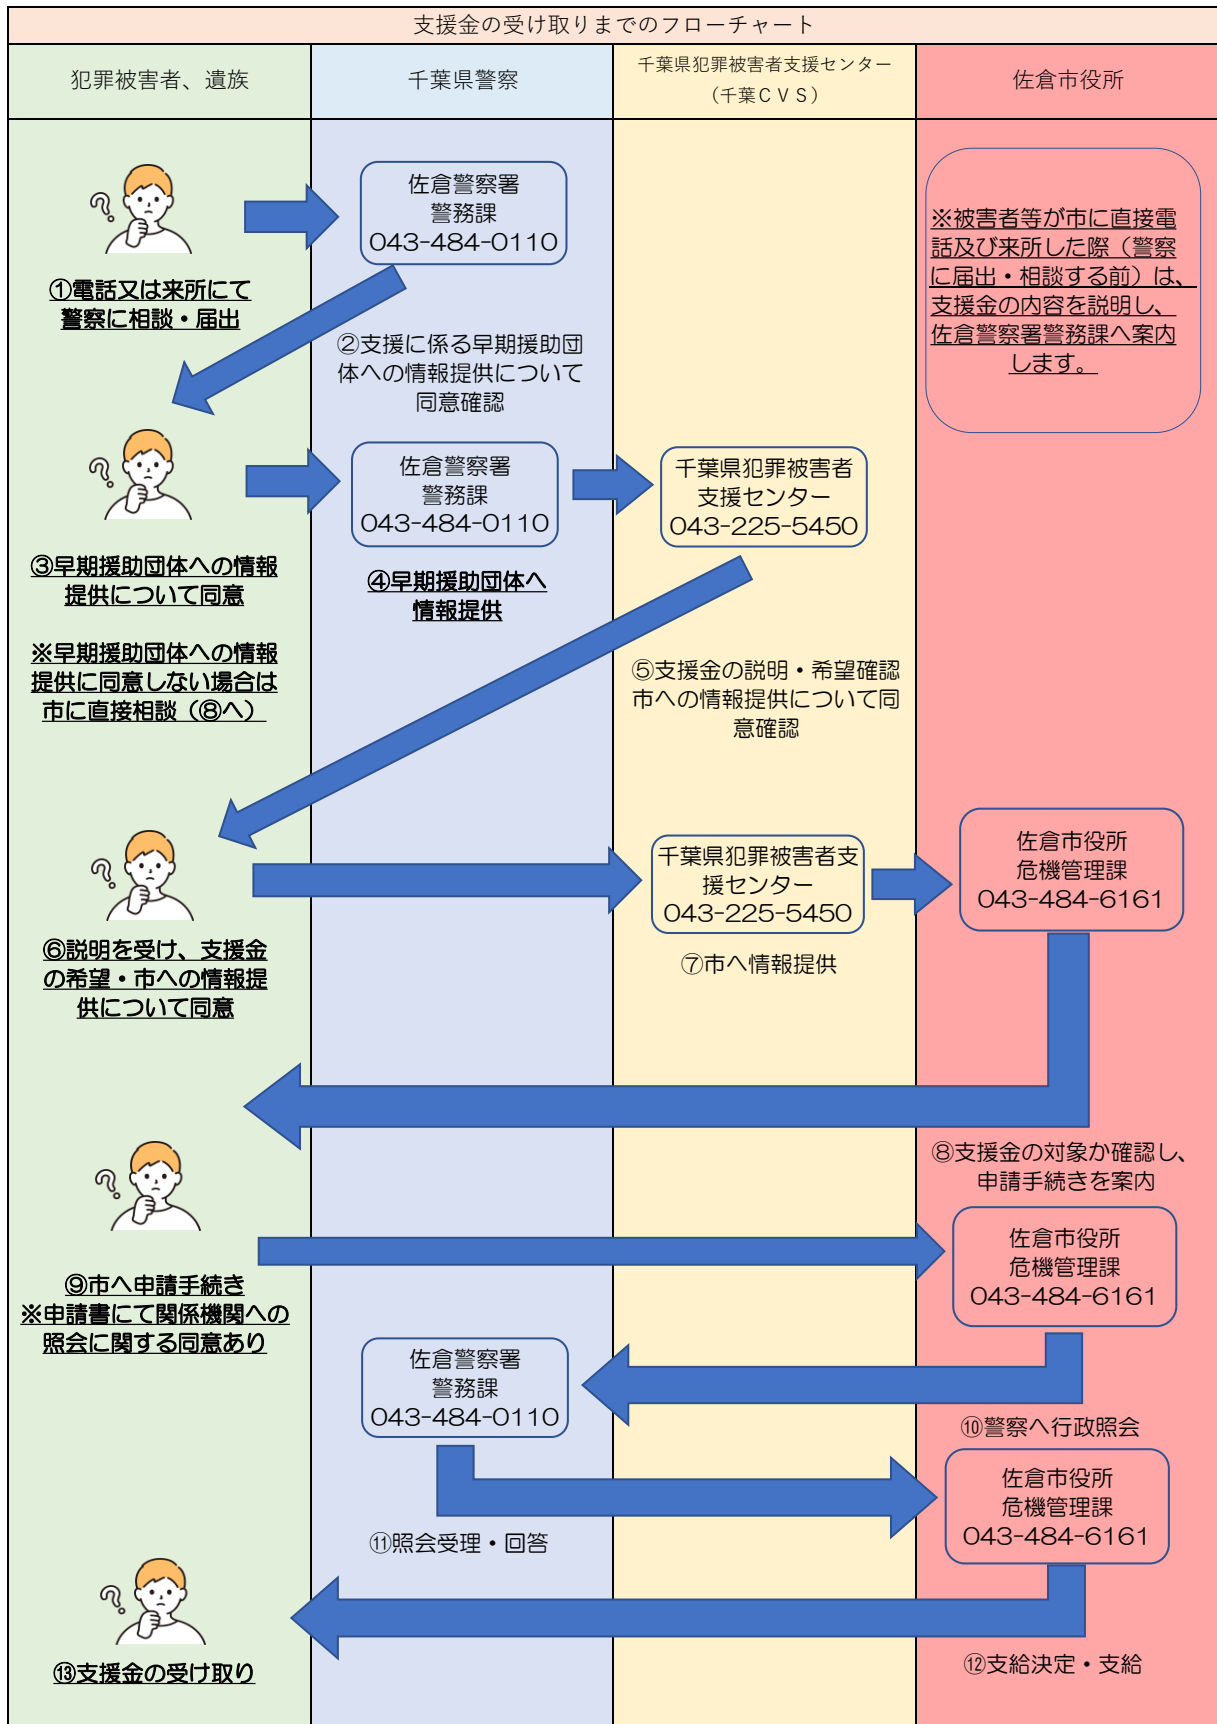 支援金の受け取りまでのフローチャート
犯罪被害者、遺族
千葉県警察
千葉県犯罪被害者支援センター
（千葉ＣＶＳ）
佐倉市役所
佐倉警察署
警務課
043-484-0110
※被害者等が市に直接電
話及び来所した際（警察
に届出・相談する前）は、
支援金の内容を説明し、
佐倉警察署警務課へ案内
します。
①電話又は来所にて
警察に相談・届出
②支援に係る早期援助団
体への情報提供について
同意確認
佐倉警察署
警務課
043-484-0110
千葉県犯罪被害者
支援センター
043-225-5450
③早期援助団体への情報
提供について同意
※早期援助団体への情報
提供に同意しない場合は
市に直接相談（⑧へ）
④早期援助団体へ
情報提供
⑤支援金の説明・希望確認
市への情報提供について同
意確認
千葉県犯罪被害者支
援センター
043-225-5450
佐倉市役所
危機管理課
043-484-6161
⑥説明を受け、支援金
の希望・市への情報提
供について同意
⑦市へ情報提供
⑧支援金の対象か確認し、
申請手続きを案内
佐倉市役所
危機管理課
043-484-6161
⑨市へ申請手続き
※申請書にて関係機関への
照会に関する同意あり
佐倉警察署
警務課
043-484-0110
⑩警察へ行政照会
佐倉市役所
危機管理課
043-484-6161
⑪照会受理・回答
⑫支給決定・支給
⑬支援金の受け取り